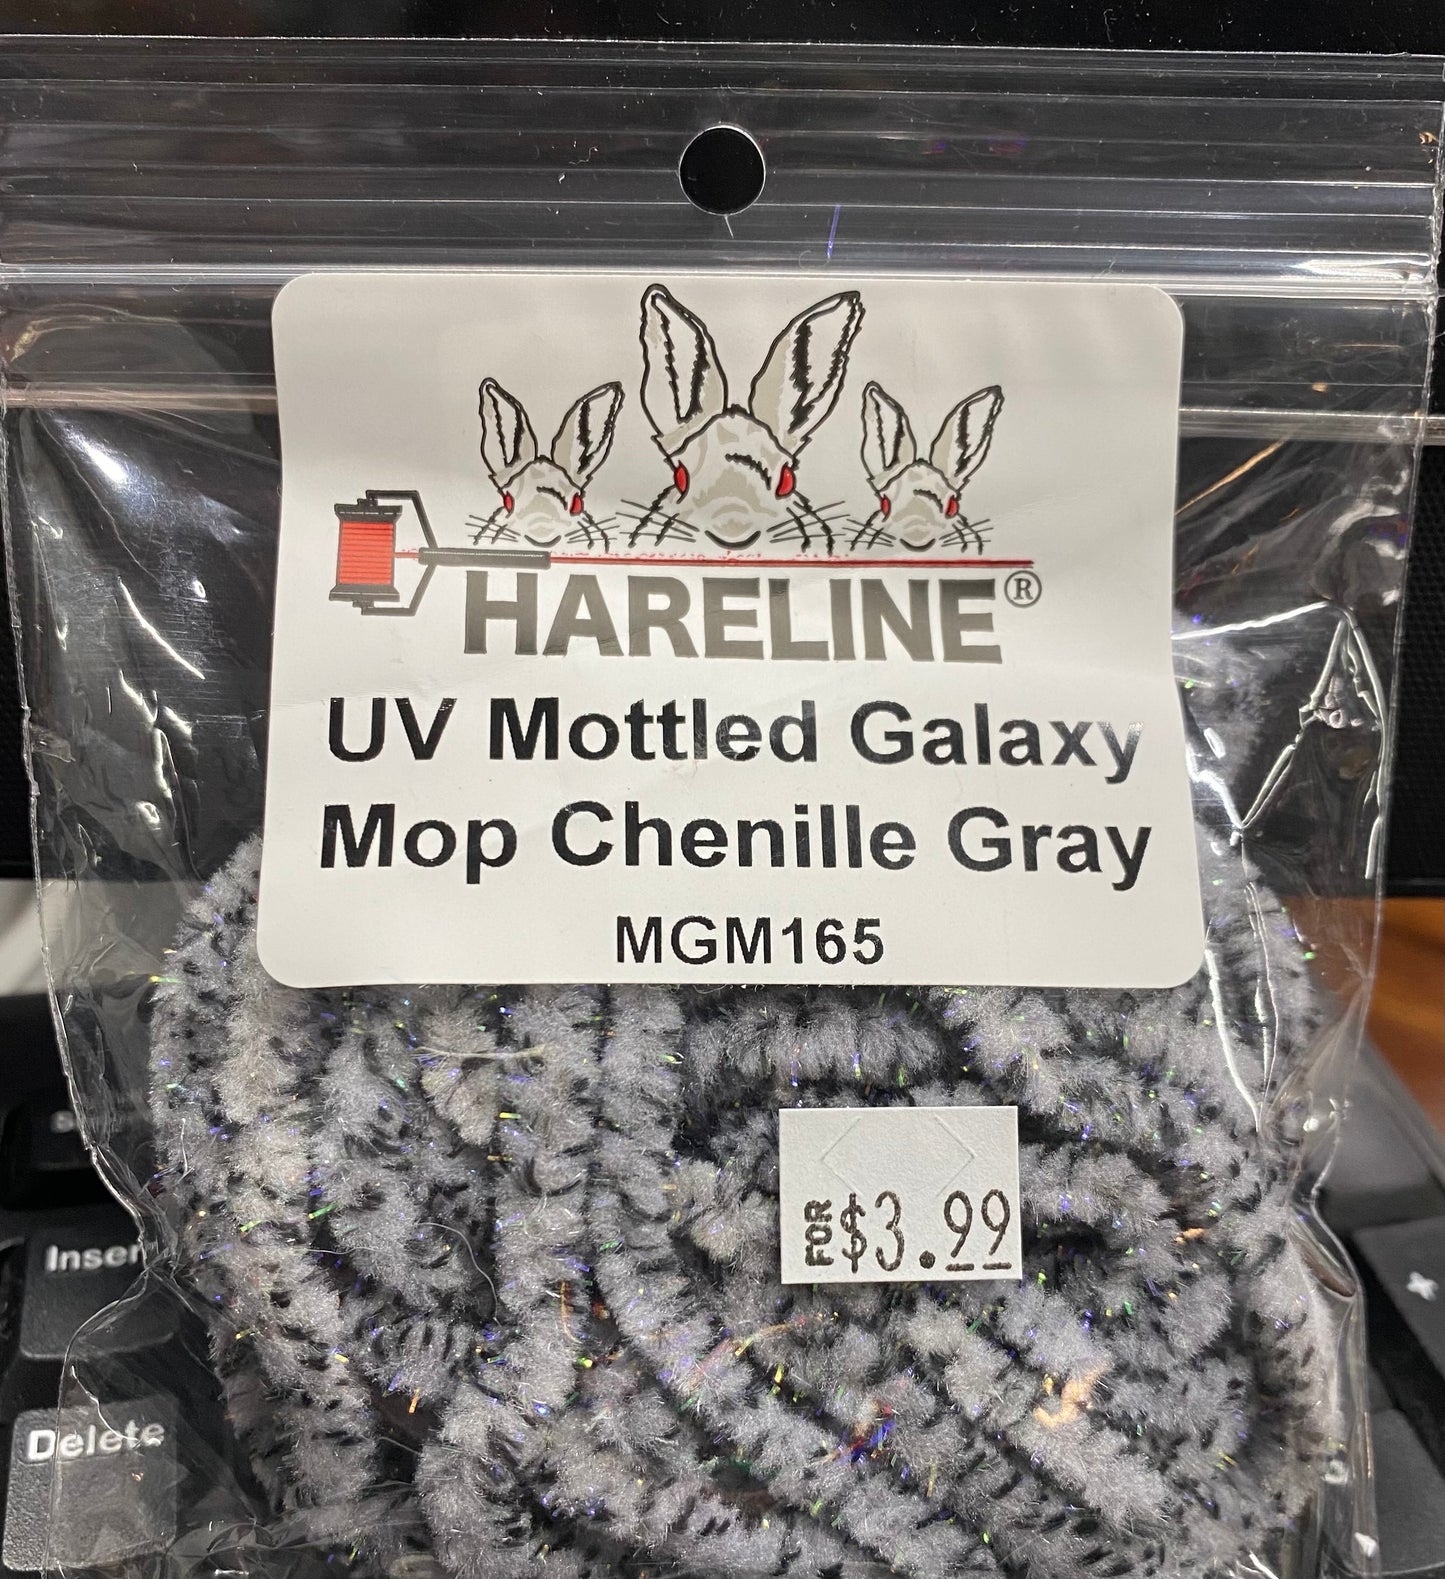 HARELINE®
UV Mottled Galaxy
Mop Chenille Gray
MGM165
FOR $3.99
Inser
Delete